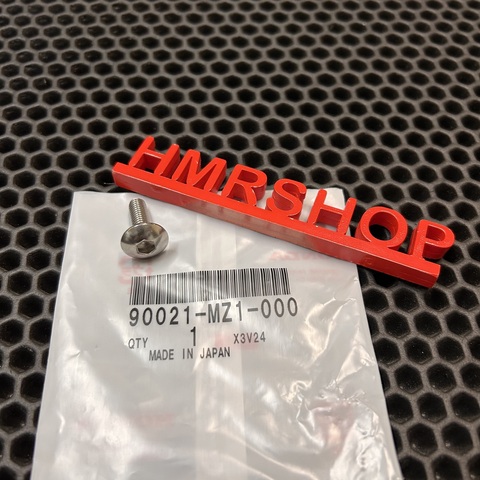 HMRSHOP
90021-MZ1-000
QTY 1 X3V24
MADE IN JAPAN